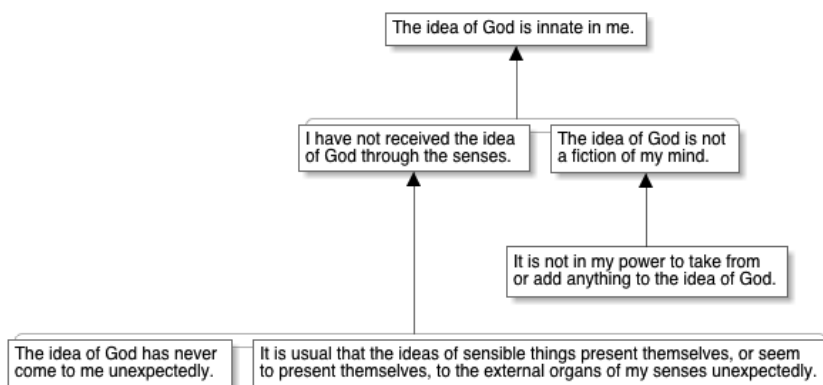 The idea of God is innate in me.
I have not received the idea
of God through the senses.
The idea of God is not
a fiction of my mind.
It is not in my power to take from
or add anything to the idea of God.
The idea of God has never
come to me unexpectedly.
It is usual that the ideas of sensible things present themselves, or seem
to present themselves, to the external organs of my senses unexpectedly.